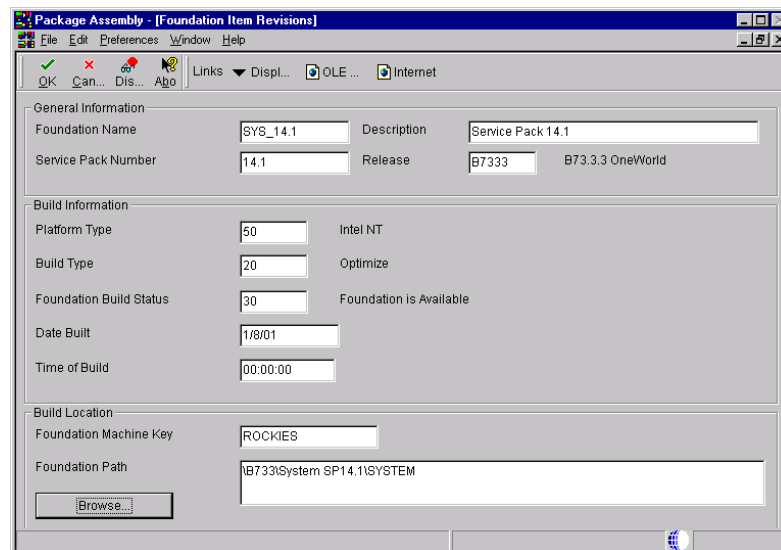 Package Assembly - [Foundation Item Revisions]
File Edit Preferences Window Help
OK Can... Dis... Abo Links Displ... OLE ... Internet
General Information
Foundation Name SYS_14.1 Description Service Pack 14.1
Service Pack Number 14.1 Release B7333 B73.3.3 OneWorld
Build Information
Platform Type 50 Intel NT
Build Type 20 Optimize
Foundation Build Status 30 Foundation is Available
Date Built 1/8/01
Time of Build 00:00:00
Build Location
Foundation Machine Key ROCKIES
Foundation Path \B733\System SP14.1\SYSTEM
Browse...